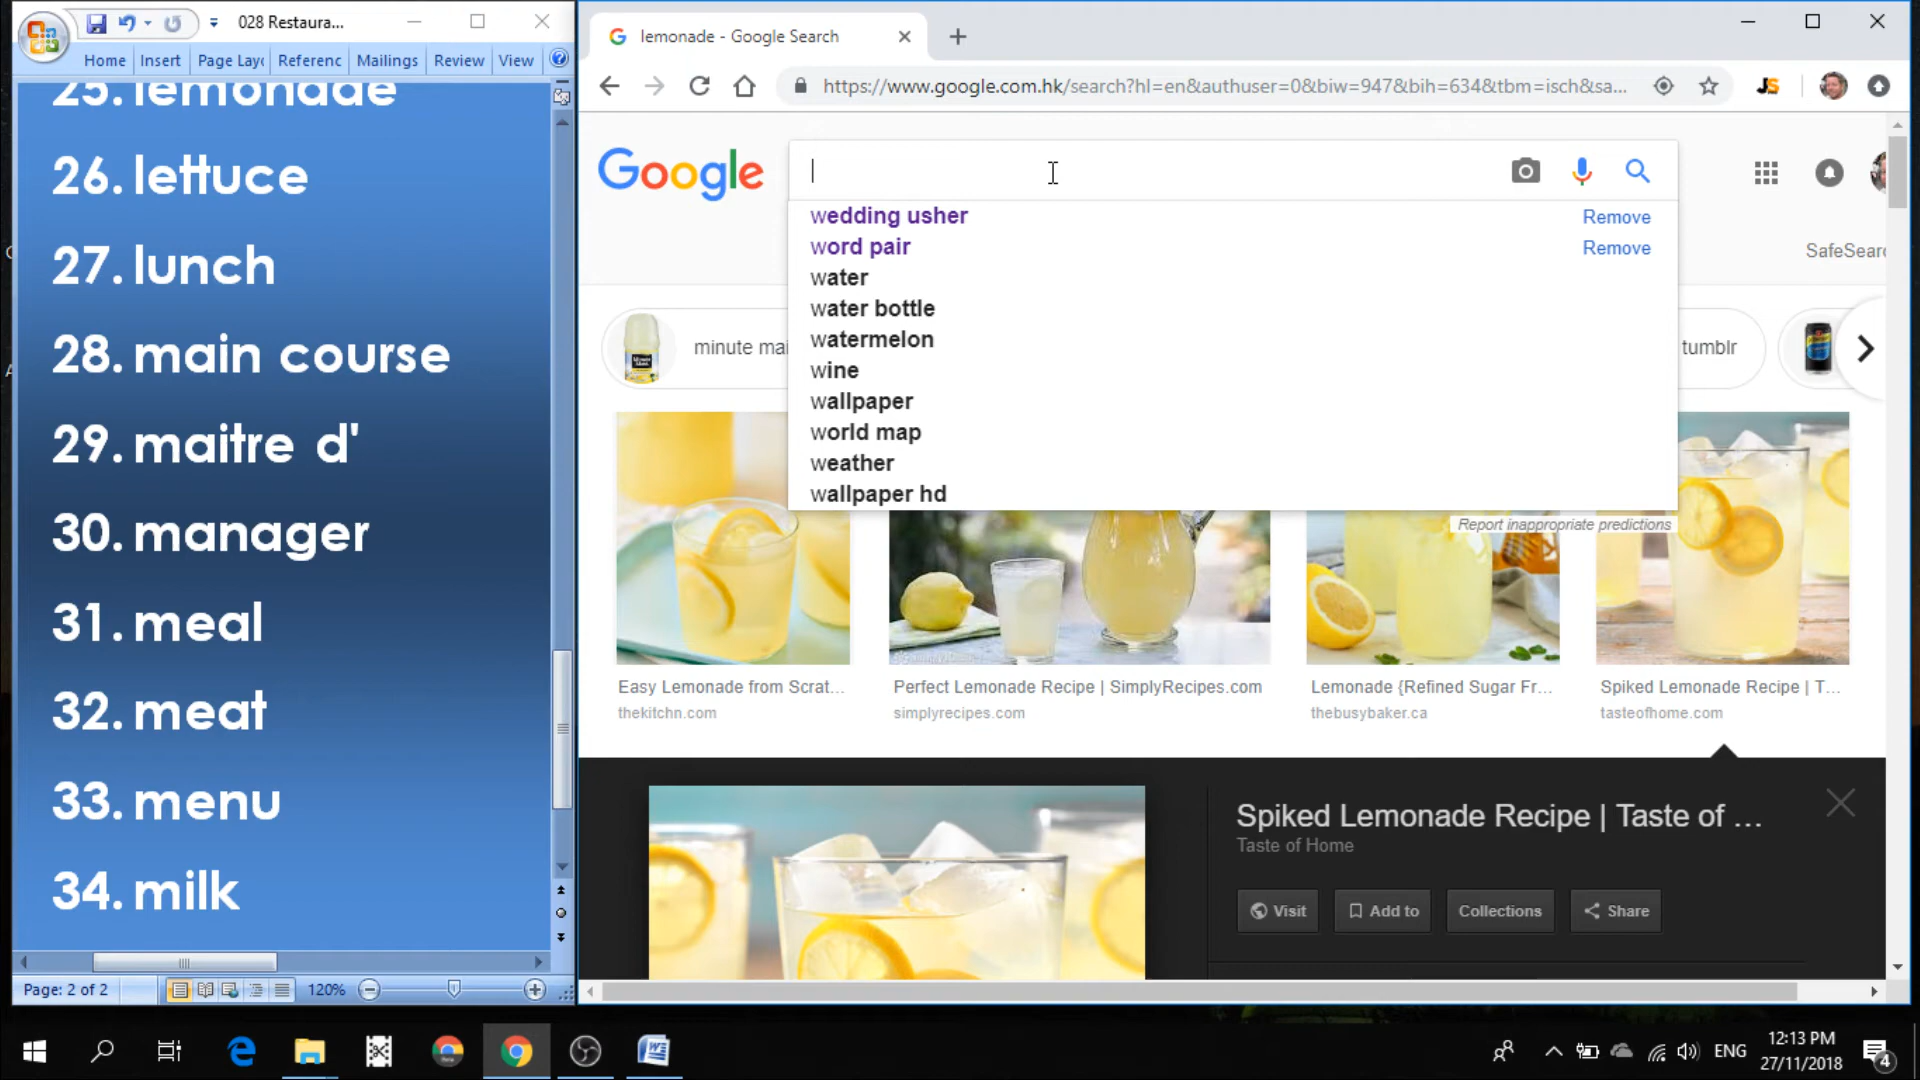 028 Restaura...
Home
Insert
Page Layo
Referenc
Mailings
Review
View
25. lemonade
26. lettuce
27. lunch
28. main course
29. maitre d'
30. manager
31. meal
32. meat
33. menu
34. milk
Page: 2 of 2
120%
lemonade - Google Search
https://www.google.com.hk/search?hl=en&authuser=0&biw=947&bih=634&tbm=isch&sa...
JS
Google
wedding usher Remove
word pair Remove
water
water bottle
watermelon
wine
wallpaper
world map
weather
wallpaper hd
Report inappropriate predictions
SafeSearc
minute mai
tumblr
Easy Lemonade from Scrat...
thekitchn.com
Perfect Lemonade Recipe | SimplyRecipes.com
simplyrecipes.com
Lemonade {Refined Sugar Fr...
thebusybaker.ca
Spiked Lemonade Recipe | T...
tasteofhome.com
Spiked Lemonade Recipe | Taste of ...
Taste of Home
Visit
Add to
Collections
Share
ENG
12:13 PM
27/11/2018
4